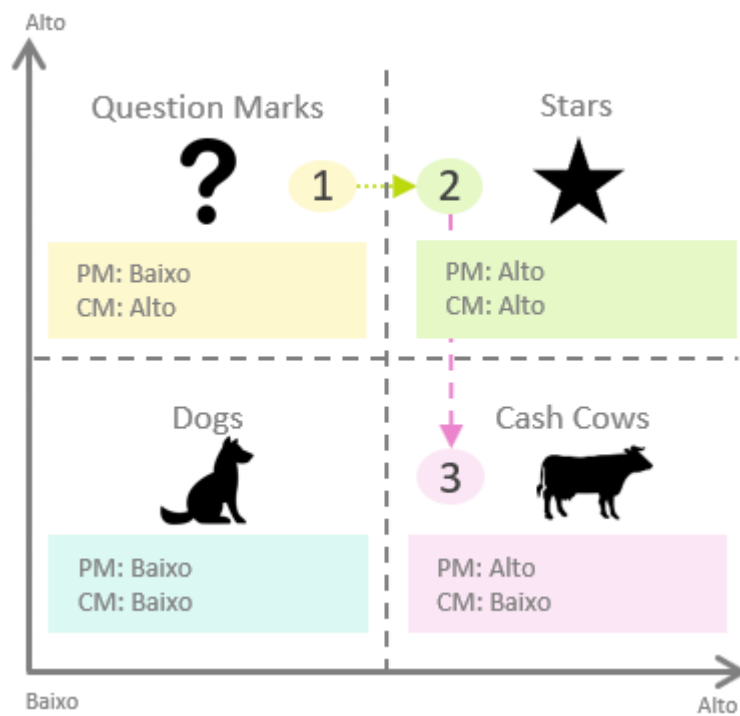 Alto
Question Marks
Stars
?
1
2
PM: Baixo
CM: Alto
PM: Alto
CM: Alto
Dogs
Cash Cows
3
PM: Baixo
CM: Baixo
PM: Alto
CM: Baixo
Baixo
Alto